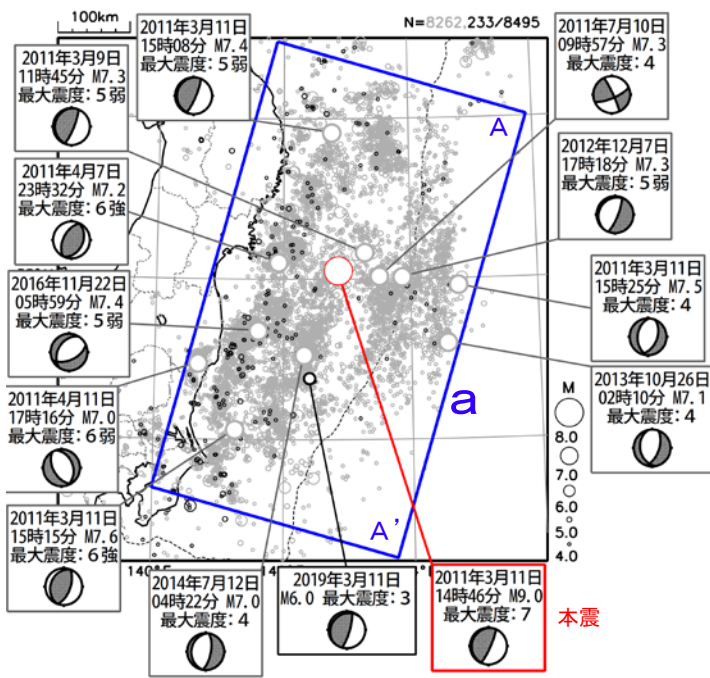 100km
N=8262,233/8495
2011年3月9日
11時45分 M7.3
最大震度:5弱
2011年3月11日
15時08分 M7.4
最大震度:5弱
2011年7月10日
09時57分 M7.3
最大震度:4
A
2011年4月7日
23時32分 M7.2
最大震度:6強
2012年12月7日
17時18分 M7.3
最大震度:5弱
2016年11月22日
05時59分 M7.4
最大震度:5弱
2011年3月11日
15時25分 M7.5
最大震度:4
2011年4月11日
17時16分 M7.0
最大震度:6弱
2013年10月26日
02時10分 M7.1
最大震度:4
a
M
8.0
7.0
6.0
5.0
4.0
A'
140°E
2011年3月11日
15時15分 M7.6
最大震度:6強
2014年7月12日
04時22分 M7.0
最大震度:4
2019年3月11日
M6.0 最大震度:3
2011年3月11日
14時46分 M9.0
最大震度:7
本震